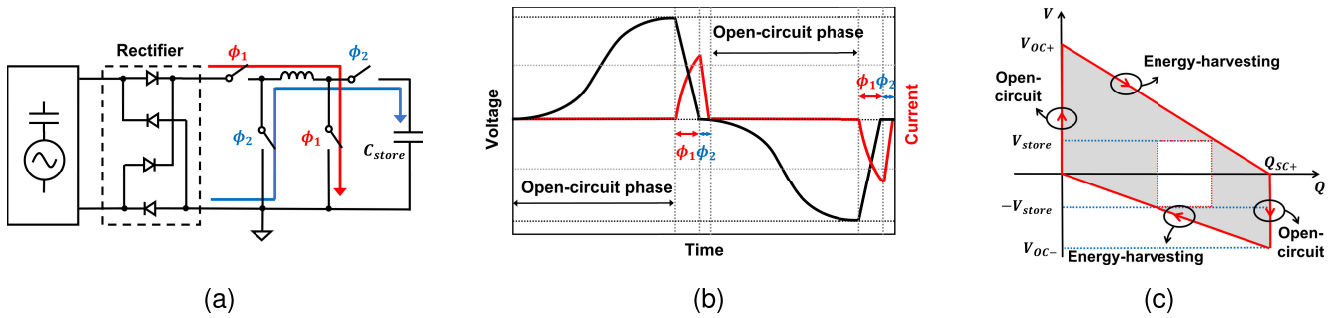 Rectifier
ϕ₁
ϕ₂
ϕ₂
ϕ₁
C_store
(a)
Voltage
Open-circuit phase
Open-circuit phase
ϕ₁ ϕ₂
ϕ₁ ϕ₂
Current
Time
(b)
V
V_OC+
Energy-harvesting
Open-
circuit
V_store
Q_SC+
Q
−V_store
V_OC−
Energy-harvesting
Open-
circuit
(c)